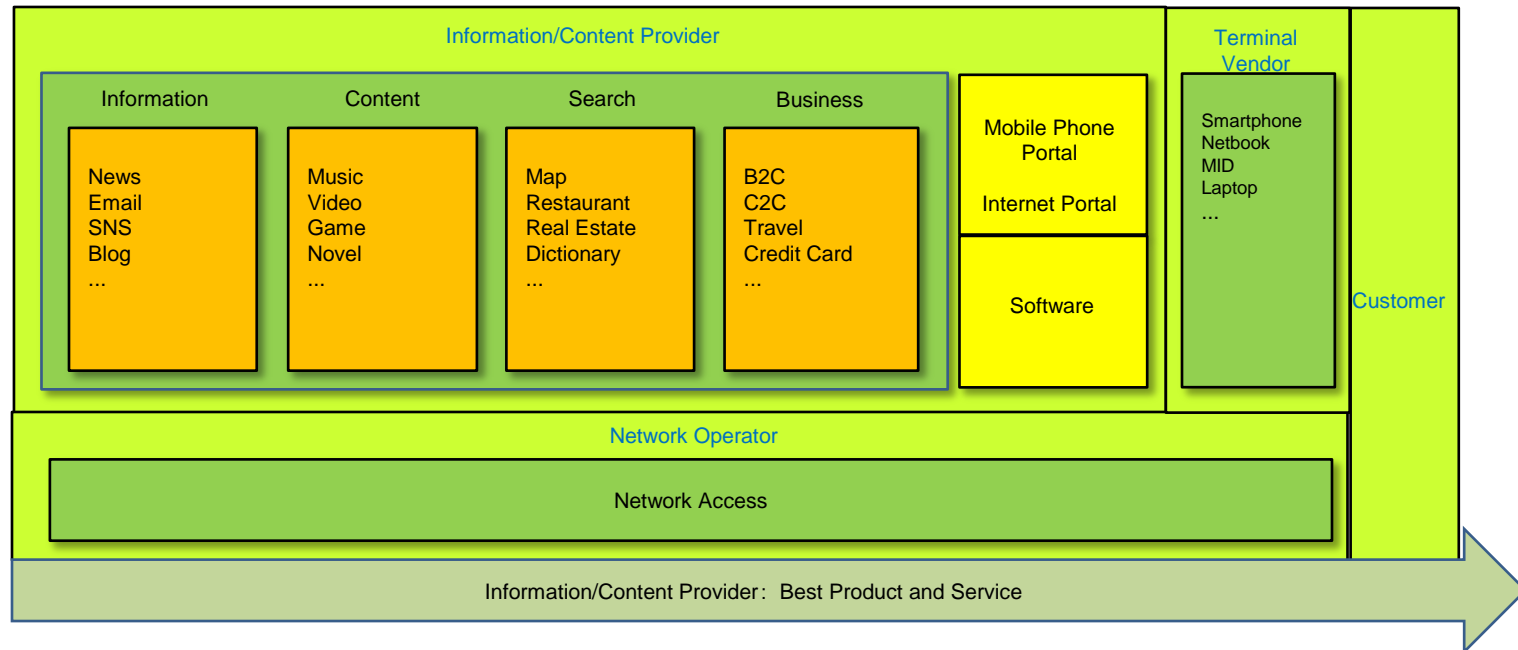 Information/Content Provider
Information
News
Email
SNS
Blog
...
Content
Music
Video
Game
Novel
...
Search
Map
Restaurant
Real Estate
Dictionary
...
Business
B2C
C2C
Travel
Credit Card
...
Mobile Phone
Portal
Internet Portal
Software
Terminal
Vendor
Smartphone
Netbook
MID
Laptop
...
Customer
Network Operator
Network Access
Information/Content Provider：Best Product and Service